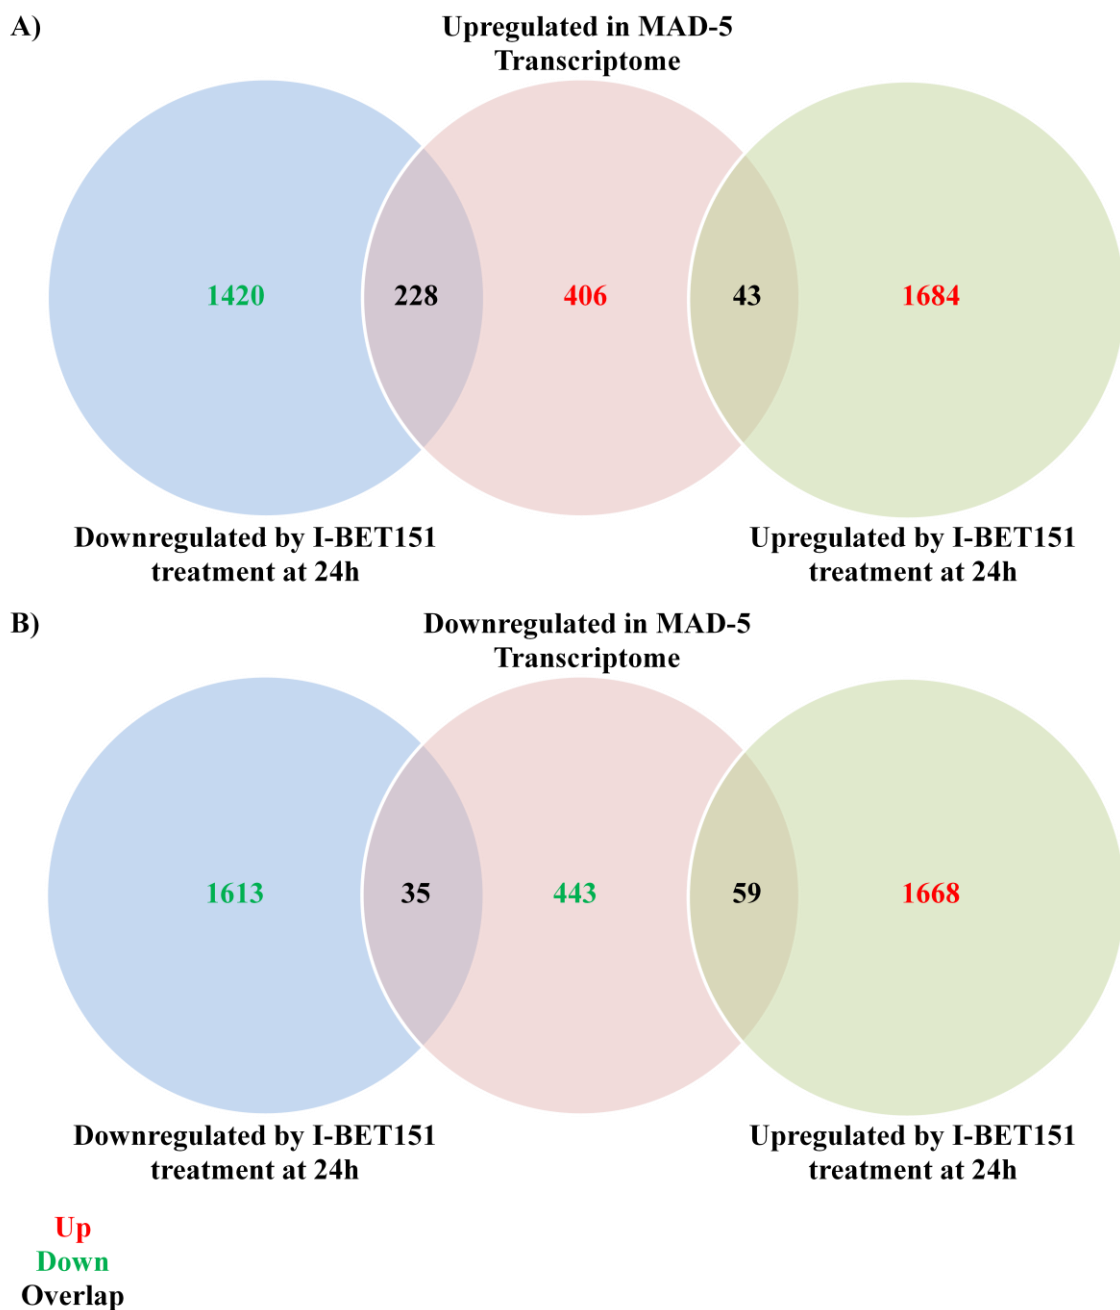 A)
Upregulated in MAD-5
Transcriptome
1420
228
406
43
1684
Downregulated by I-BET151
treatment at 24h
Upregulated by I-BET151
treatment at 24h
B)
Downregulated in MAD-5
Transcriptome
1613
35
443
59
1668
Downregulated by I-BET151
treatment at 24h
Upregulated by I-BET151
treatment at 24h
Up
Down
Overlap